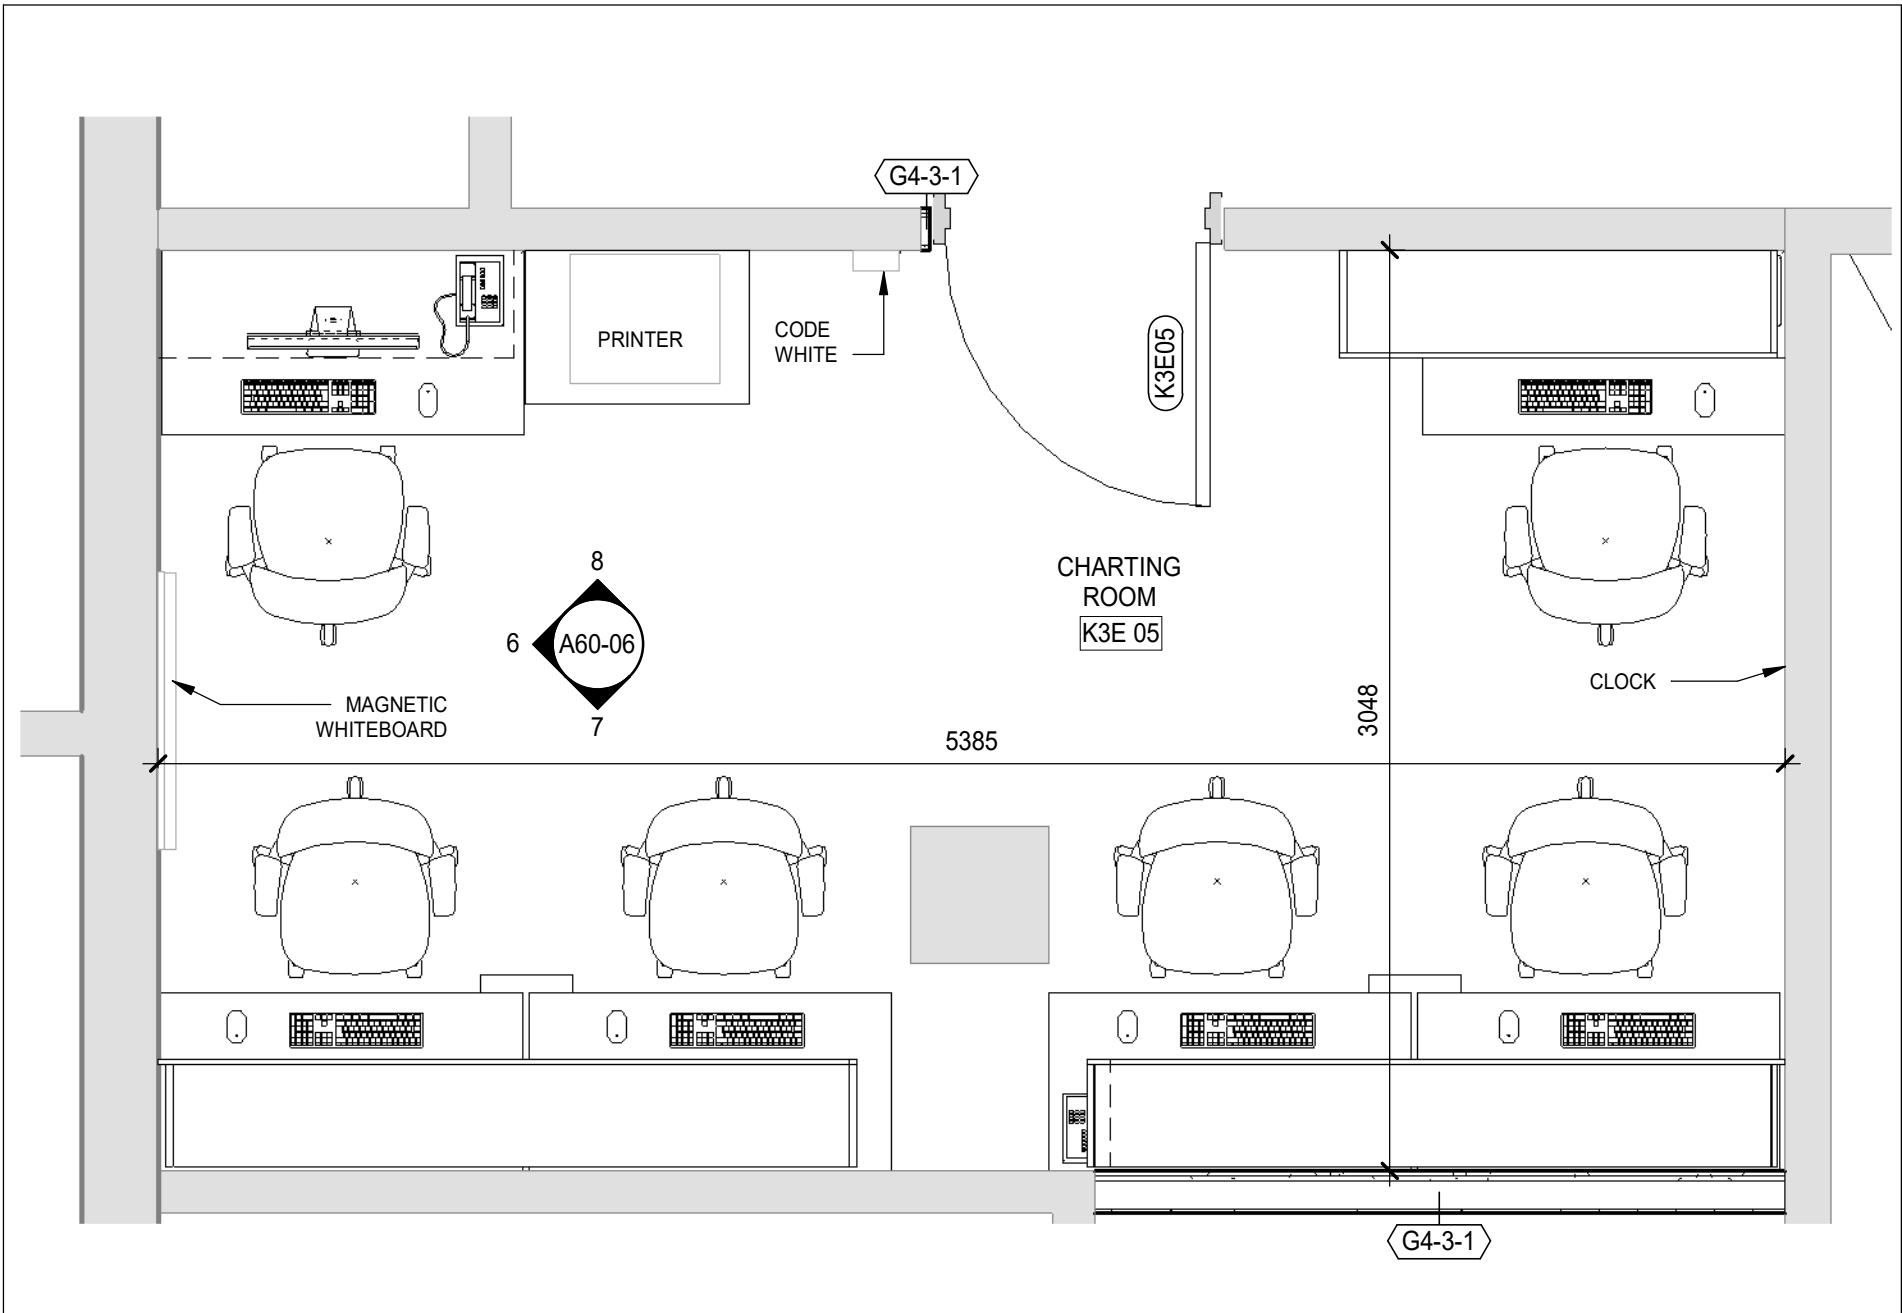 G4-3-1
PRINTER
CODE
WHITE
K3E05
8
6
A60-06
7
CHARTING
ROOM
K3E 05
MAGNETIC
WHITEBOARD
CLOCK
3048
5385
G4-3-1